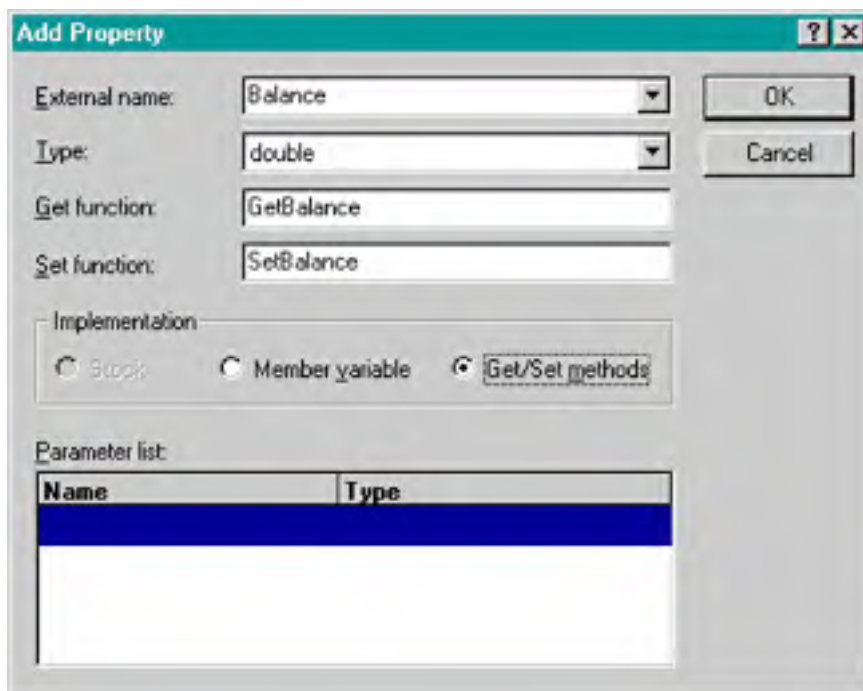 Add Property
External name: Balance
OK
Type: double
Cancel
Get function: GetBalance
Set function: SetBalance
Implementation
Stock Member variable Get/Set methods
Parameter list:
Name Type